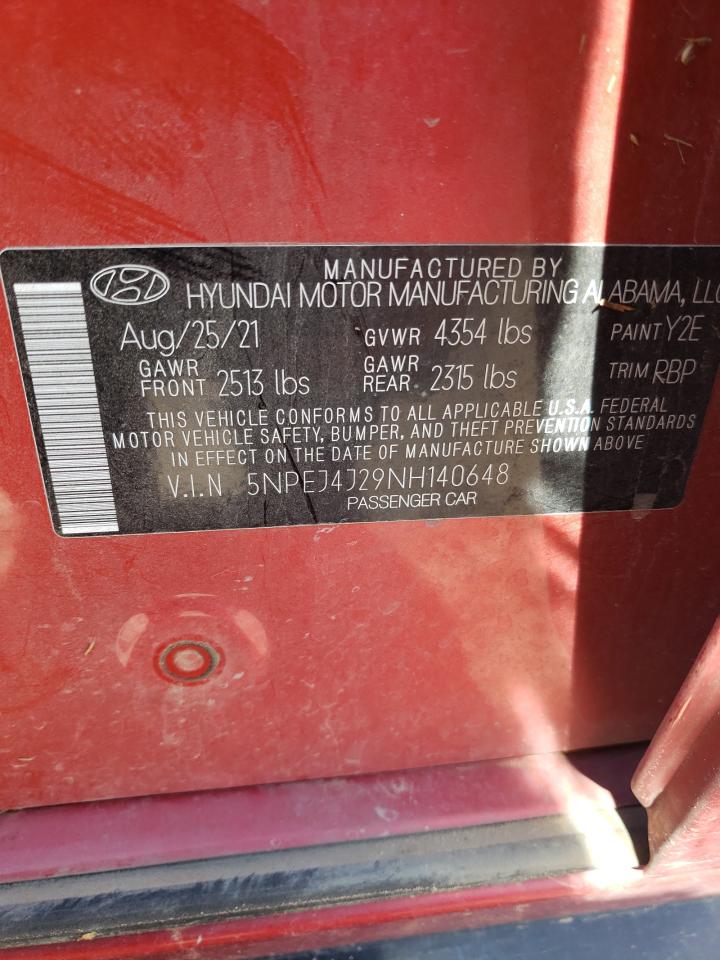 MANUFACTURED BY
HYUNDAI MOTOR MANUFACTURING ALABAMA, LLC
Aug/25/21 GVWR 4354 lbs PAINT Y2E
GAWR FRONT 2513 lbs GAWR REAR 2315 lbs TRIM RBP
THIS VEHICLE CONFORMS TO ALL APPLICABLE U.S.A. FEDERAL
MOTOR VEHICLE SAFETY, BUMPER, AND THEFT PREVENTION STANDARDS
IN EFFECT ON THE DATE OF MANUFACTURE SHOWN ABOVE
V.I.N 5NPEJ4J29NH140648
PASSENGER CAR